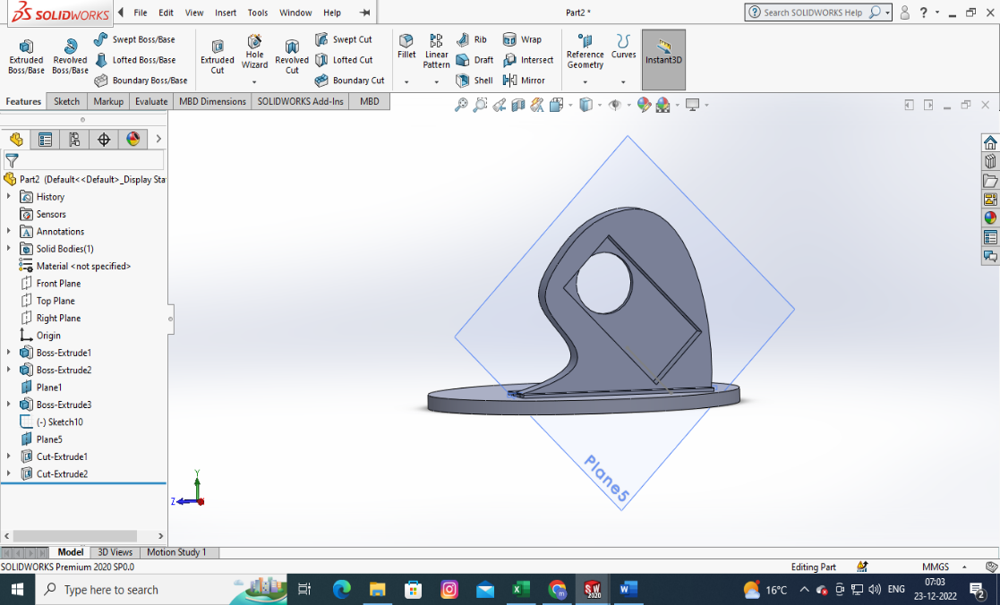 SOLIDWORKS File Edit View Insert Tools Window Help Part2 * Search SOLIDWORKS Help ?
Extruded Boss/Base
Revolved Boss/Base
Swept Boss/Base
Lofted Boss/Base
Boundary Boss/Base
Extruded Cut
Hole Wizard
Revolved Cut
Swept Cut
Lofted Cut
Boundary Cut
Fillet
Linear Pattern
Rib
Draft
Shell
Wrap
Intersect
Mirror
Reference Geometry
Curves
Instant3D
Features Sketch Markup Evaluate MBD Dimensions SOLIDWORKS Add-Ins MBD
Part2 (Default<<Default>_Display Sta
History
Sensors
Annotations
Solid Bodies(1)
Material <not specified>
Front Plane
Top Plane
Right Plane
Origin
Boss-Extrude1
Boss-Extrude2
Plane1
Boss-Extrude3
(-) Sketch10
Plane5
Cut-Extrude1
Cut-Extrude2
Plane5
Y
Z
Model 3D Views Motion Study 1
SOLIDWORKS Premium 2020 SP0.0 Editing Part MMGS
Type here to search 16°C ENG 07:03
23-12-2022 2